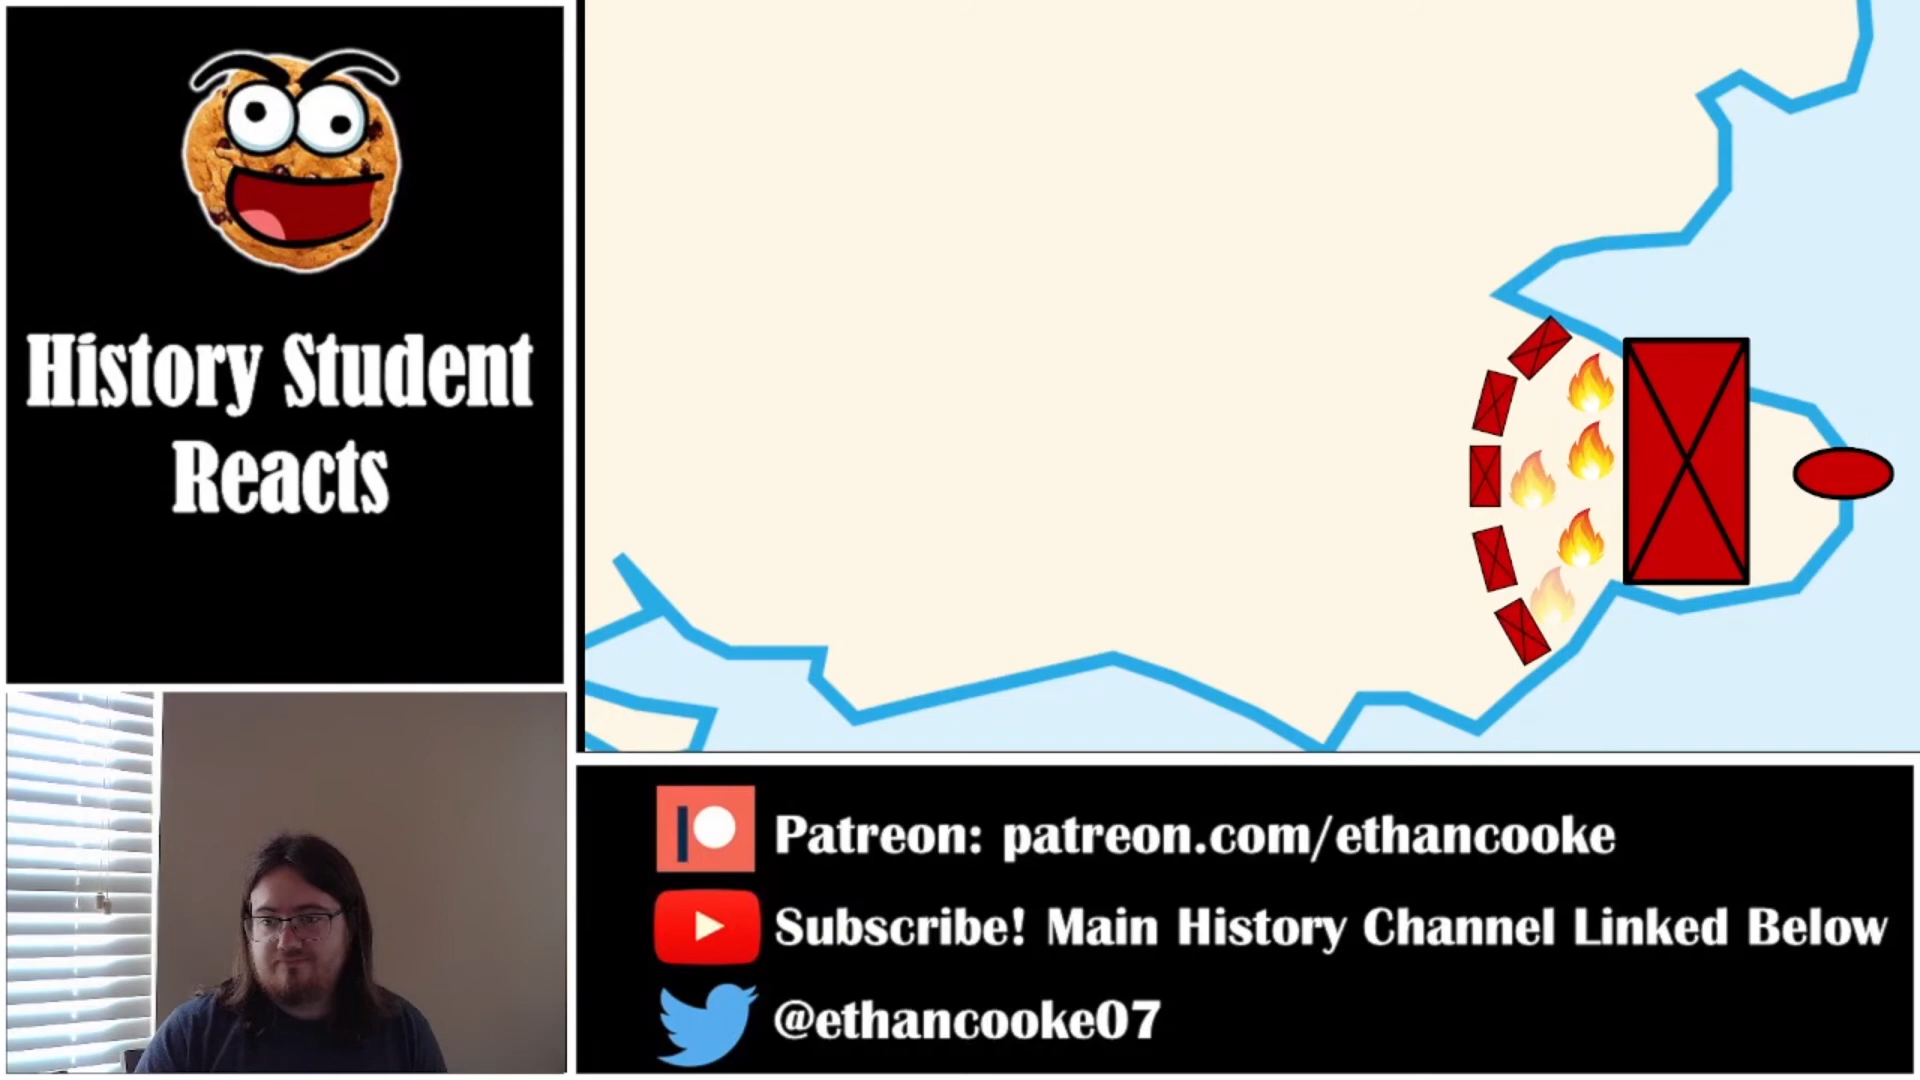 History Student
Reacts
Patreon: patreon.com/ethancooke
Subscribe! Main History Channel Linked Below
@ethancooke07